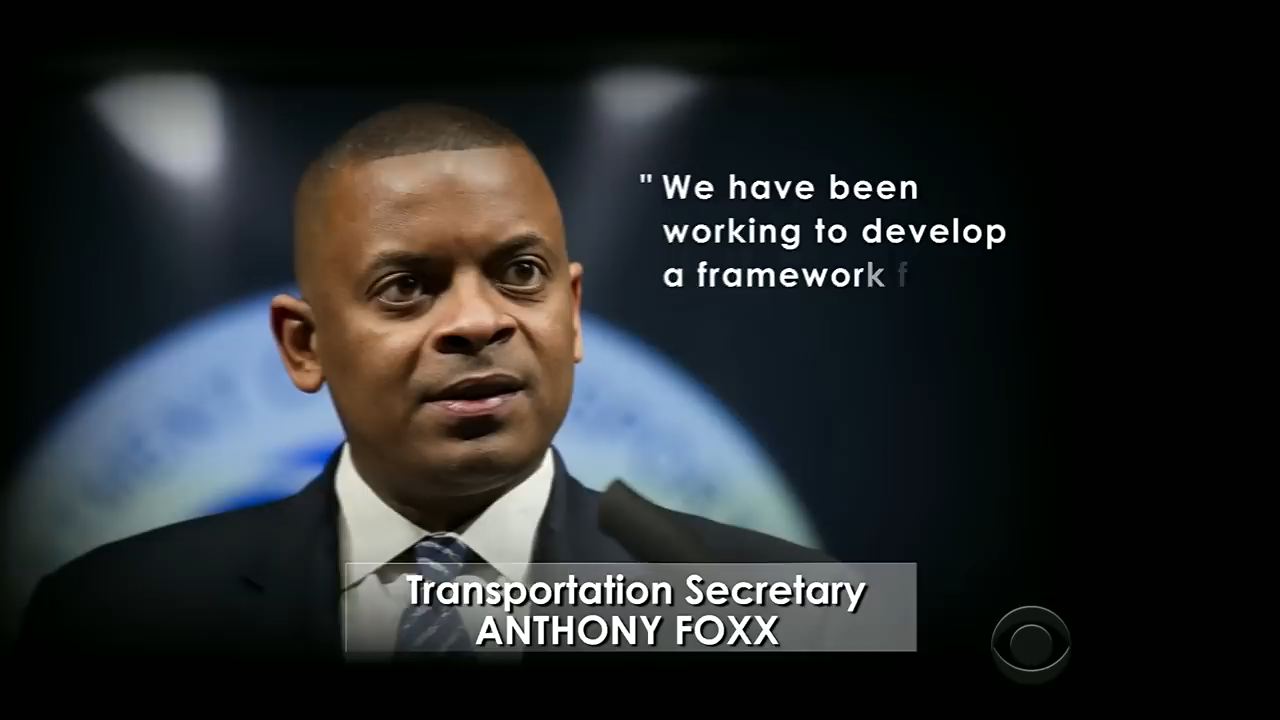 " We have been
working to develop
a framework f
Transportation Secretary
ANTHONY FOXX